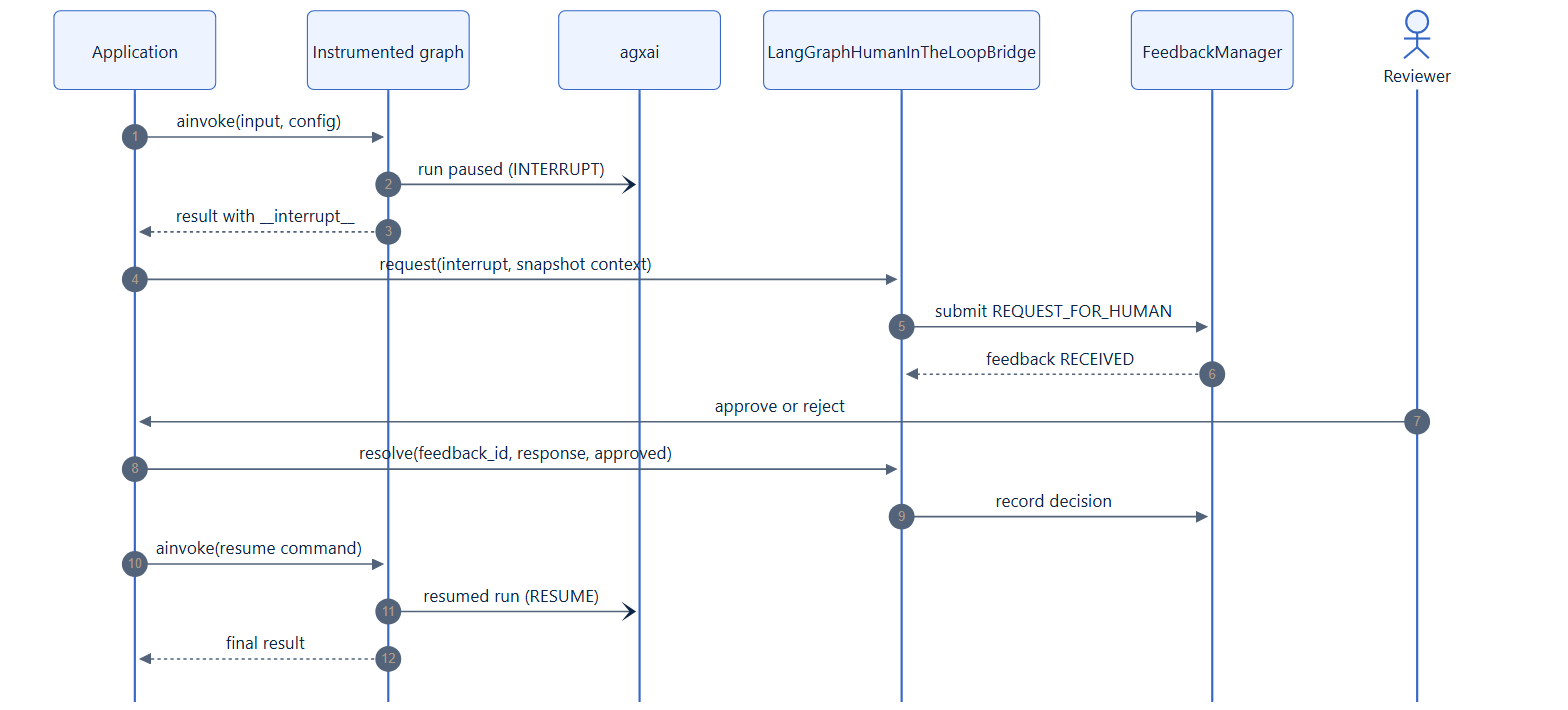 Application
Instrumented graph
agxai
LangGraphHumanInTheLoopBridge
FeedbackManager
Reviewer
ainvoke(input, config)
1
run paused (INTERRUPT)
2
result with __interrupt__
3
request(interrupt, snapshot context)
4
submit REQUEST_FOR_HUMAN
5
feedback RECEIVED
6
approve or reject
7
resolve(feedback_id, response, approved)
8
record decision
9
ainvoke(resume command)
10
resumed run (RESUME)
11
final result
12